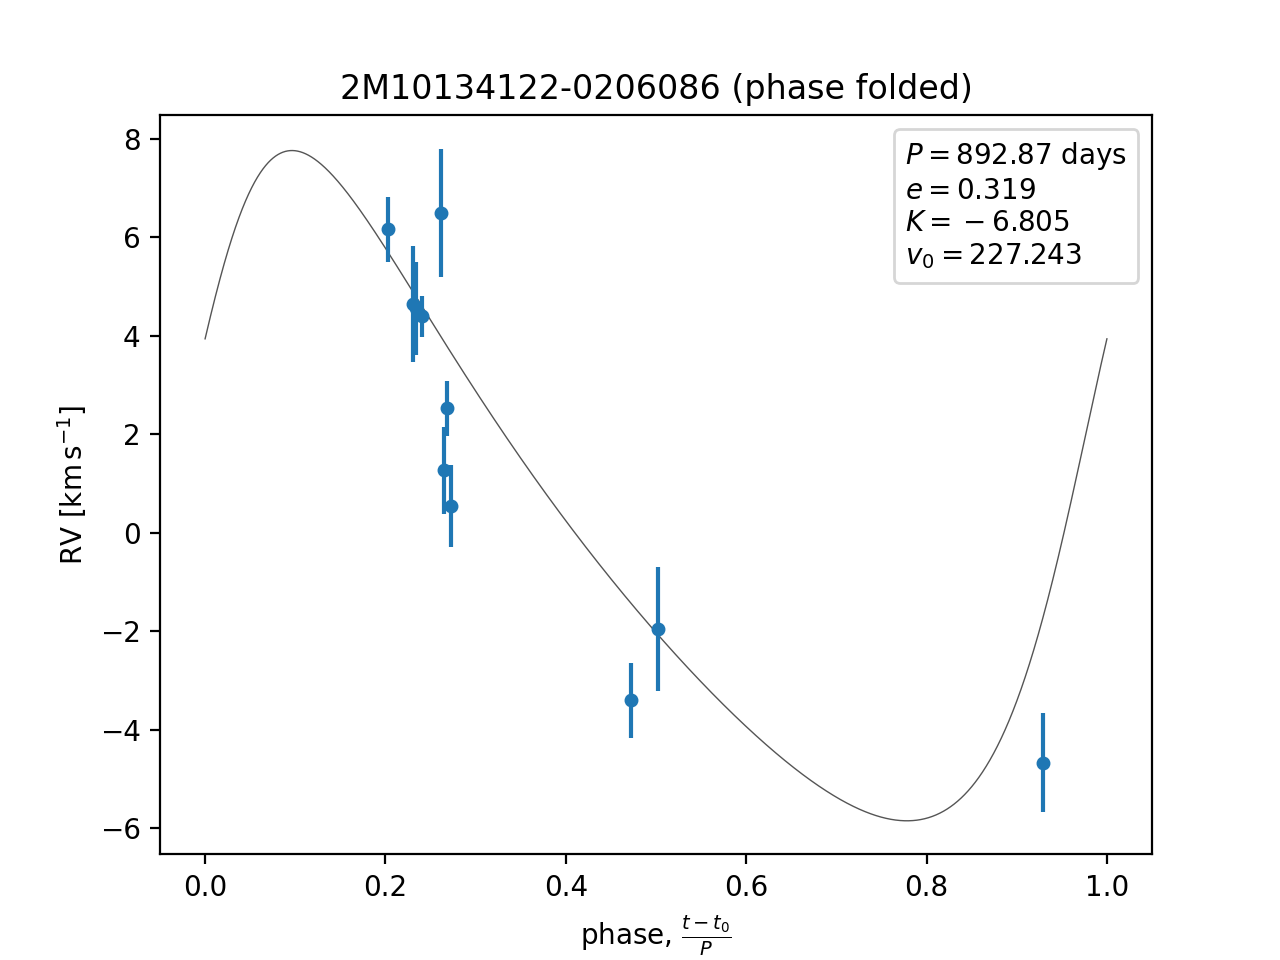 2M10134122-0206086 (phase folded)
P = 892.87 days
e = 0.319
K = −6.805
v₀ = 227.243
8
6
4
2
0
−2
−4
−6
RV [km s⁻¹]
0.0 0.2 0.4 0.6 0.8 1.0
phase, (t − t₀)/P